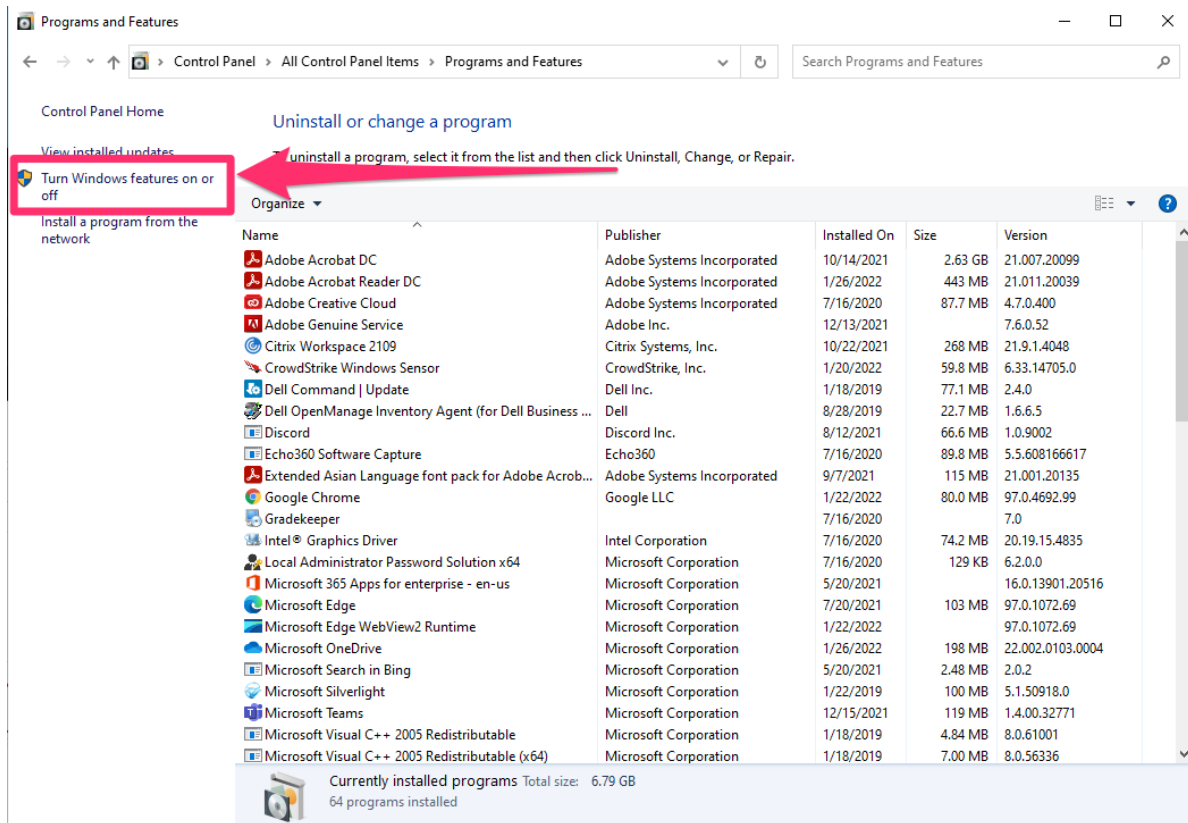 Programs and Features
Control Panel > All Control Panel Items > Programs and Features
Search Programs and Features
Control Panel Home
View installed updates
Turn Windows features on or
off
Install a program from the
network
Uninstall or change a program
To uninstall a program, select it from the list and then click Uninstall, Change, or Repair.
Organize
Name Publisher Installed On Size Version
Adobe Acrobat DC Adobe Systems Incorporated 10/14/2021 2.63 GB 21.007.20099
Adobe Acrobat Reader DC Adobe Systems Incorporated 1/26/2022 443 MB 21.011.20039
Adobe Creative Cloud Adobe Systems Incorporated 7/16/2020 87.7 MB 4.7.0.400
Adobe Genuine Service Adobe Inc. 12/13/2021 7.6.0.52
Citrix Workspace 2109 Citrix Systems, Inc. 10/22/2021 268 MB 21.9.1.4048
CrowdStrike Windows Sensor CrowdStrike, Inc. 1/20/2022 59.8 MB 6.33.14705.0
Dell Command | Update Dell Inc. 1/18/2019 77.1 MB 2.4.0
Dell OpenManage Inventory Agent (for Dell Business ... Dell 8/28/2019 22.7 MB 1.6.6.5
Discord Discord Inc. 8/12/2021 66.6 MB 1.0.9002
Echo360 Software Capture Echo360 7/16/2020 89.8 MB 5.5.608166617
Extended Asian Language font pack for Adobe Acrob... Adobe Systems Incorporated 9/7/2021 115 MB 21.001.20135
Google Chrome Google LLC 1/22/2022 80.0 MB 97.0.4692.99
Gradekeeper 7/16/2020 7.0
Intel® Graphics Driver Intel Corporation 7/16/2020 74.2 MB 20.19.15.4835
Local Administrator Password Solution x64 Microsoft Corporation 7/16/2020 129 KB 6.2.0.0
Microsoft 365 Apps for enterprise - en-us Microsoft Corporation 5/20/2021 16.0.13901.20516
Microsoft Edge Microsoft Corporation 7/20/2021 103 MB 97.0.1072.69
Microsoft Edge WebView2 Runtime Microsoft Corporation 1/22/2022 97.0.1072.69
Microsoft OneDrive Microsoft Corporation 1/26/2022 198 MB 22.002.0103.0004
Microsoft Search in Bing Microsoft Corporation 5/20/2021 2.48 MB 2.0.2
Microsoft Silverlight Microsoft Corporation 1/22/2019 100 MB 5.1.50918.0
Microsoft Teams Microsoft Corporation 12/15/2021 119 MB 1.4.00.32771
Microsoft Visual C++ 2005 Redistributable Microsoft Corporation 1/18/2019 4.84 MB 8.0.61001
Microsoft Visual C++ 2005 Redistributable (x64) Microsoft Corporation 1/18/2019 7.00 MB 8.0.56336
Currently installed programs Total size: 6.79 GB
64 programs installed